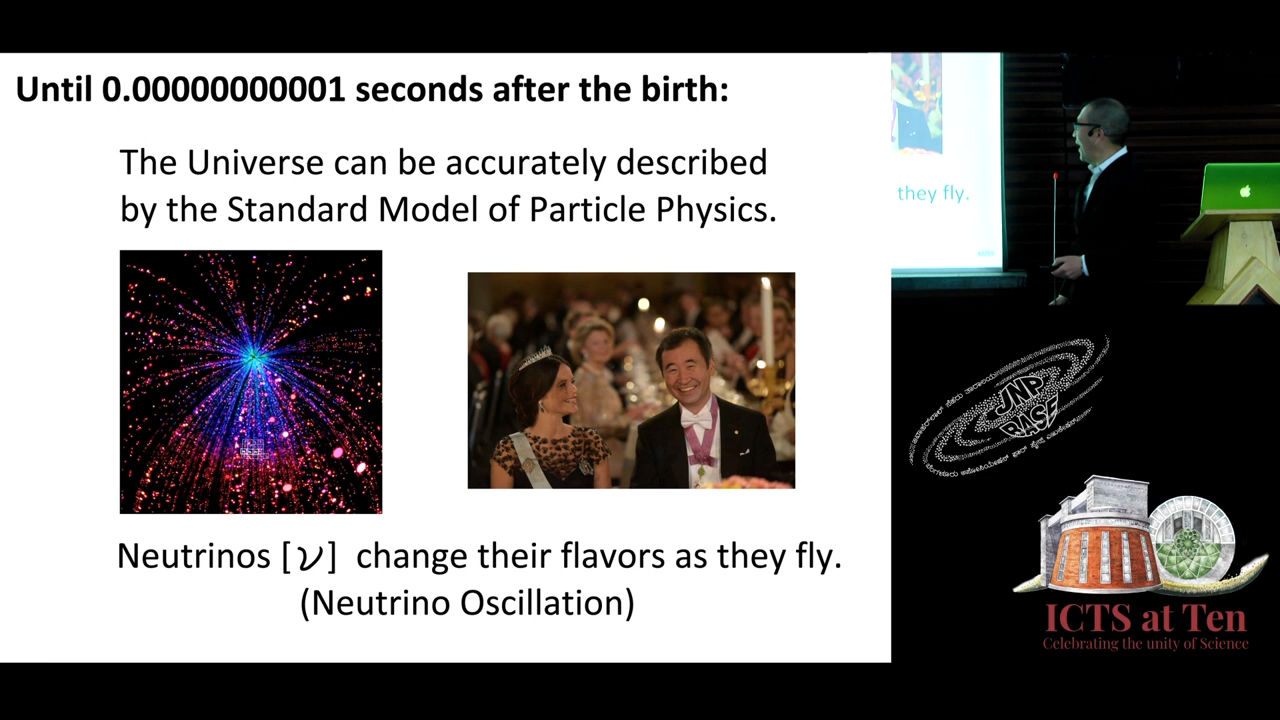 Until 0.00000000001 seconds after the birth:
The Universe can be accurately described
by the Standard Model of Particle Physics.
Neutrinos [ν] change their flavors as they fly.
(Neutrino Oscillation)
they fly.
JNP
BASE
ICTS at Ten
Celebrating the unity of Science